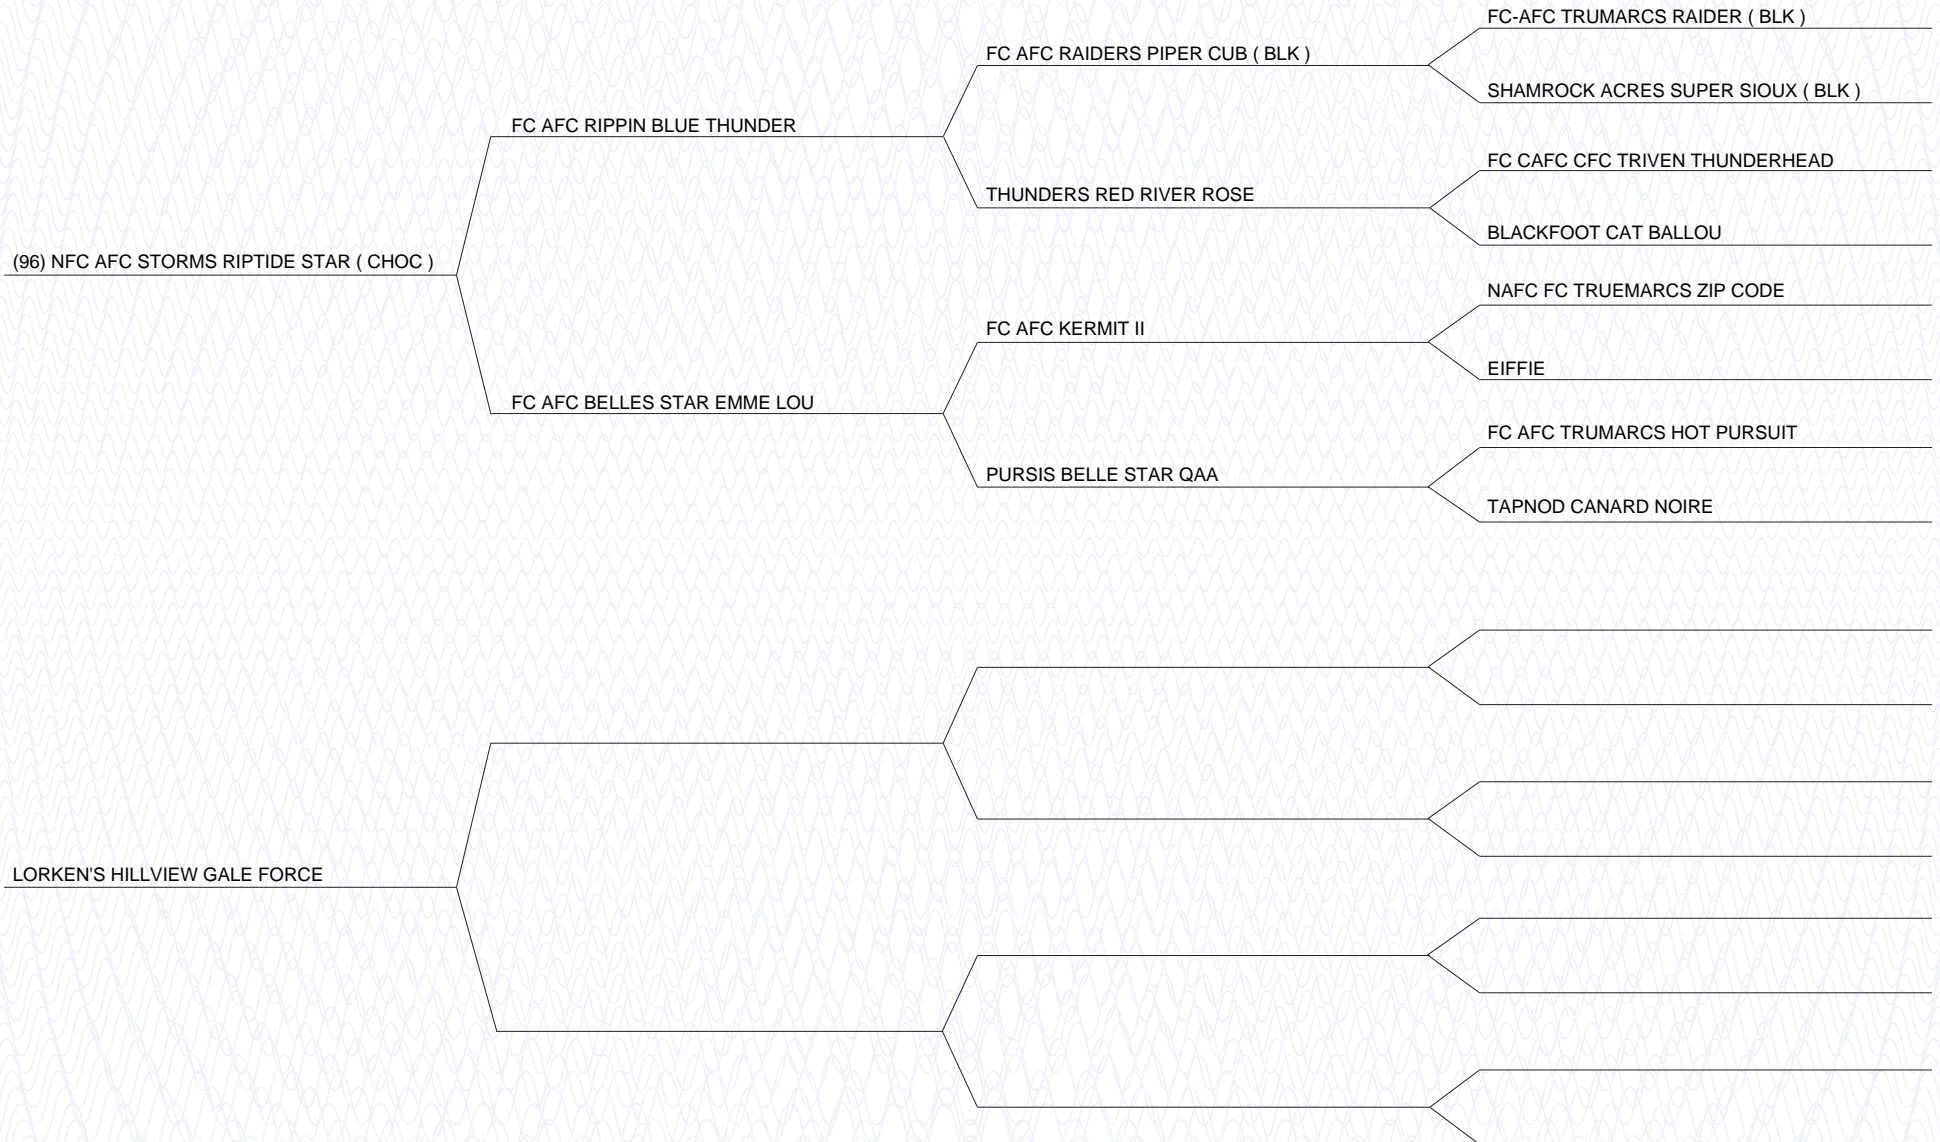 FC-AFC TRUMARCS RAIDER ( BLK )
FC AFC RAIDERS PIPER CUB ( BLK )
SHAMROCK ACRES SUPER SIOUX ( BLK )
FC AFC RIPPIN BLUE THUNDER
FC CAFC CFC TRIVEN THUNDERHEAD
THUNDERS RED RIVER ROSE
BLACKFOOT CAT BALLOU
(96) NFC AFC STORMS RIPTIDE STAR ( CHOC )
NAFC FC TRUEMARCS ZIP CODE
FC AFC KERMIT II
EIFFIE
FC AFC BELLES STAR EMME LOU
FC AFC TRUMARCS HOT PURSUIT
PURSIS BELLE STAR QAA
TAPNOD CANARD NOIRE
LORKEN'S HILLVIEW GALE FORCE